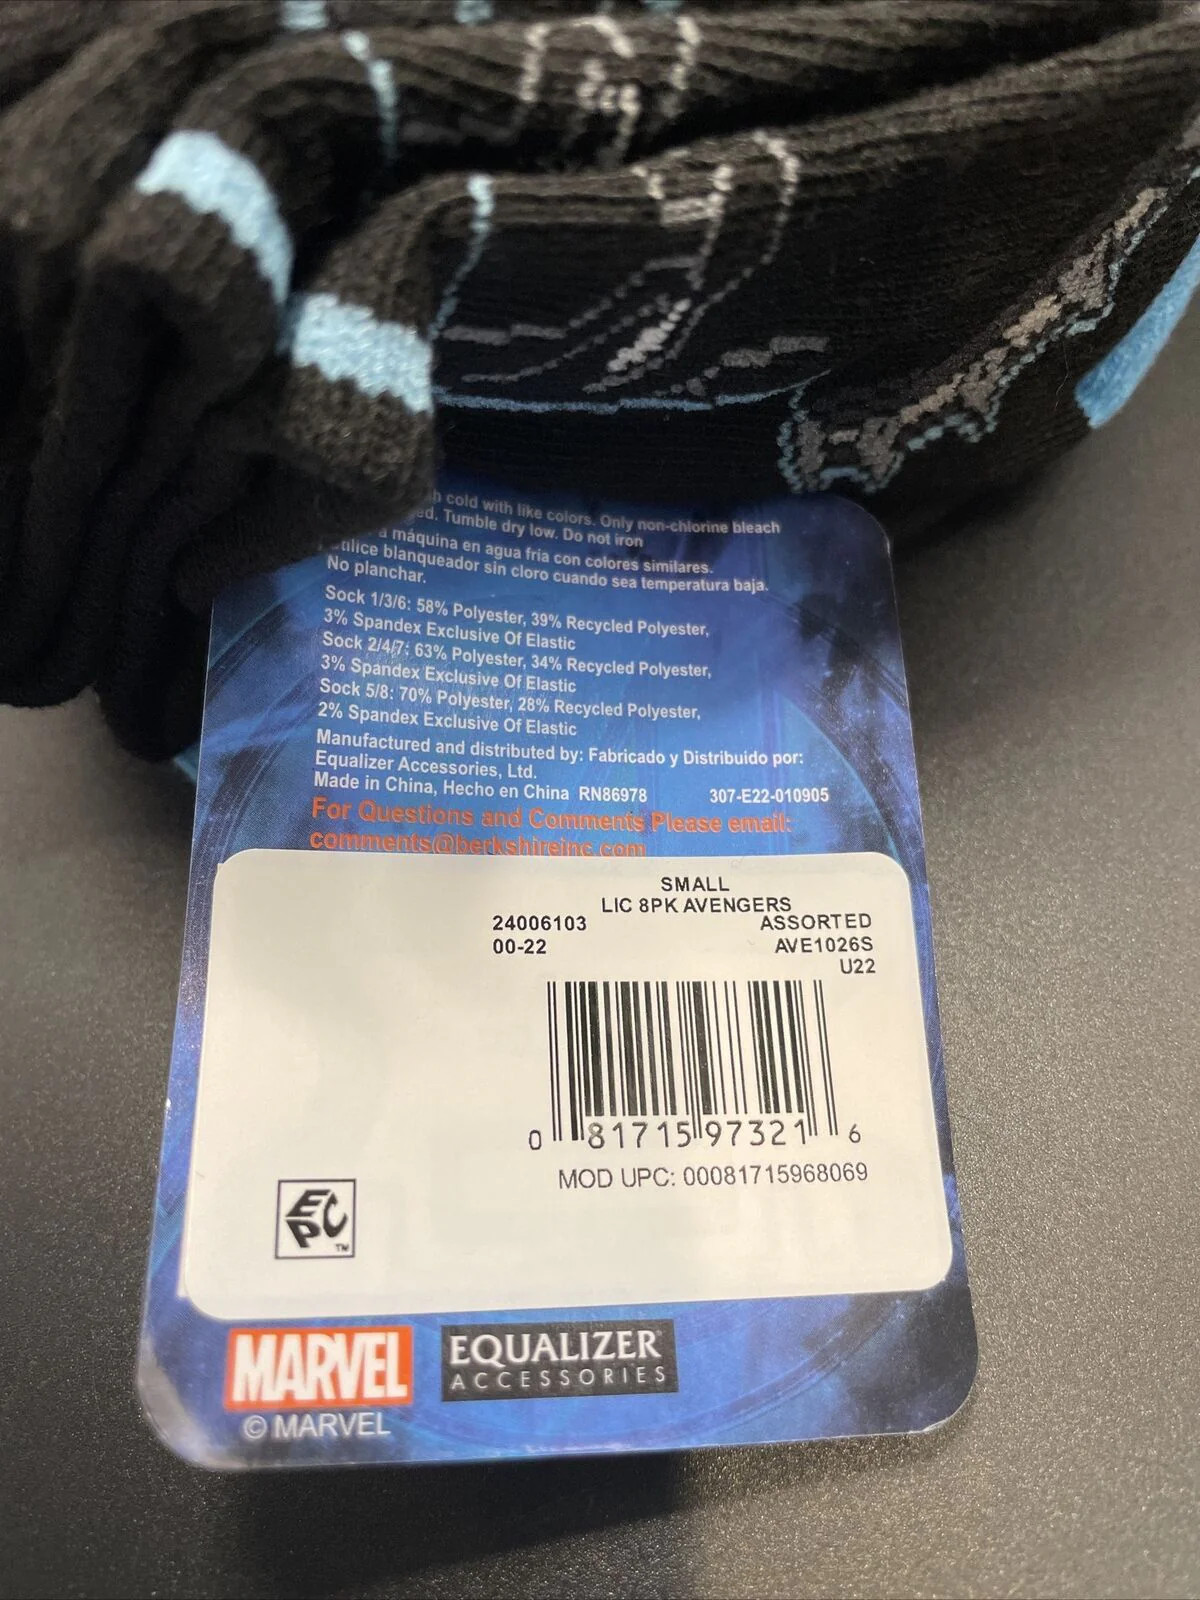 cold with like colors. Only non-chlorine bleach
Tumble dry low. Do not iron
a máquina en agua fría con colores similares.
blanqueador sin cloro cuando sea temperatura baja.
No planchar.
Sock 1/3/6: 58% Polyester, 39% Recycled Polyester,
3% Spandex Exclusive Of Elastic
Sock 2/4/7: 63% Polyester, 34% Recycled Polyester,
3% Spandex Exclusive Of Elastic
Sock 5/8: 70% Polyester, 28% Recycled Polyester,
2% Spandex Exclusive Of Elastic
Manufactured and distributed by: Fabricado y Distribuido por:
Equalizer Accessories, Ltd.
Made in China, Hecho en China RN86978 307-E22-010905
For Questions and Comments Please email:
comments@berkshireinc.com
SMALL
LIC 8PK AVENGERS
24006103 ASSORTED
00-22 AVE1026S
U22
0 81715 97321 6
MOD UPC: 00081715968069
EPC TM
MARVEL EQUALIZER
ACCESSORIES
© MARVEL